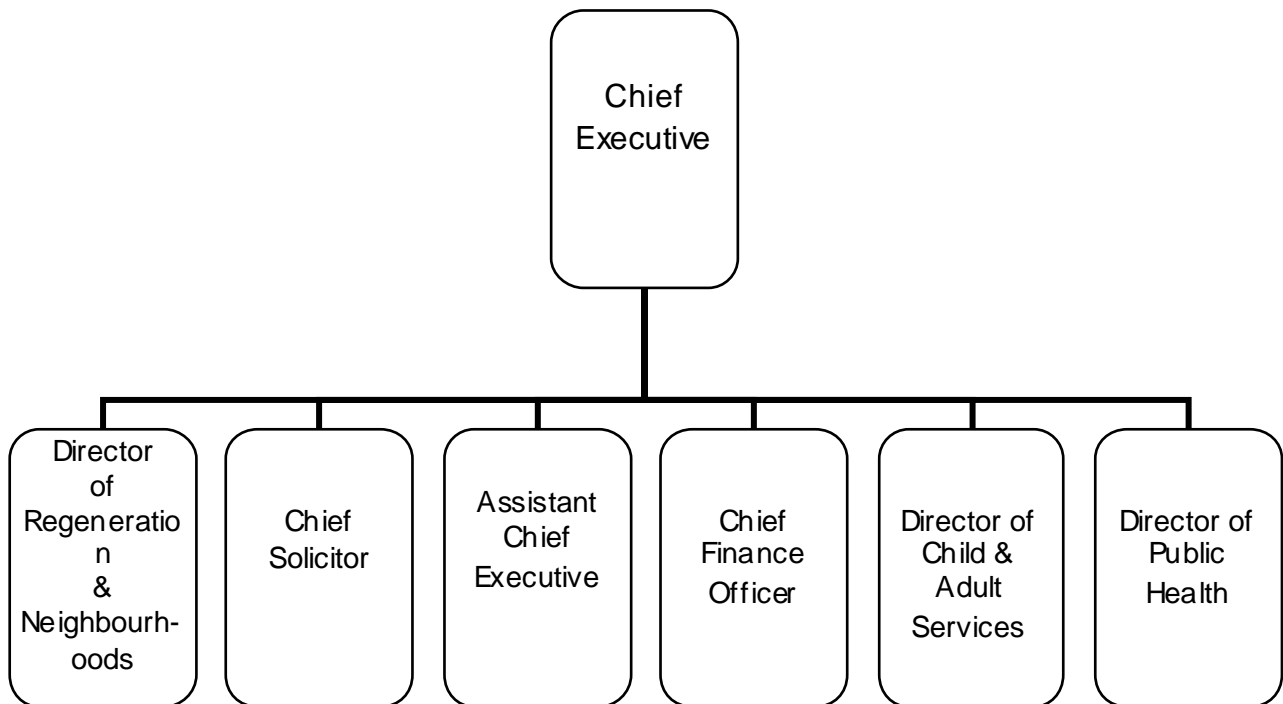 Chief
Executive
Director
of
Regeneratio
n
&
Neighbourh-
oods
Chief
Solicitor
Assistant
Chief
Executive
Chief
Finance
Officer
Director of
Child &
Adult
Services
Director of
Public
Health